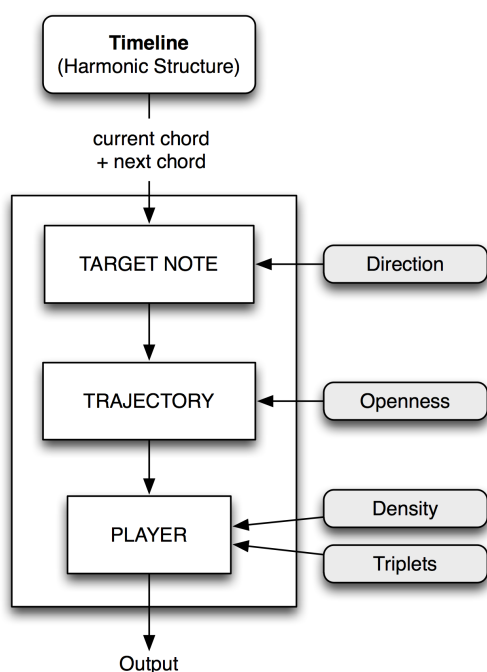 Timeline
(Harmonic Structure)
current chord
+ next chord
TARGET NOTE
Direction
TRAJECTORY
Openness
PLAYER
Density
Triplets
Output